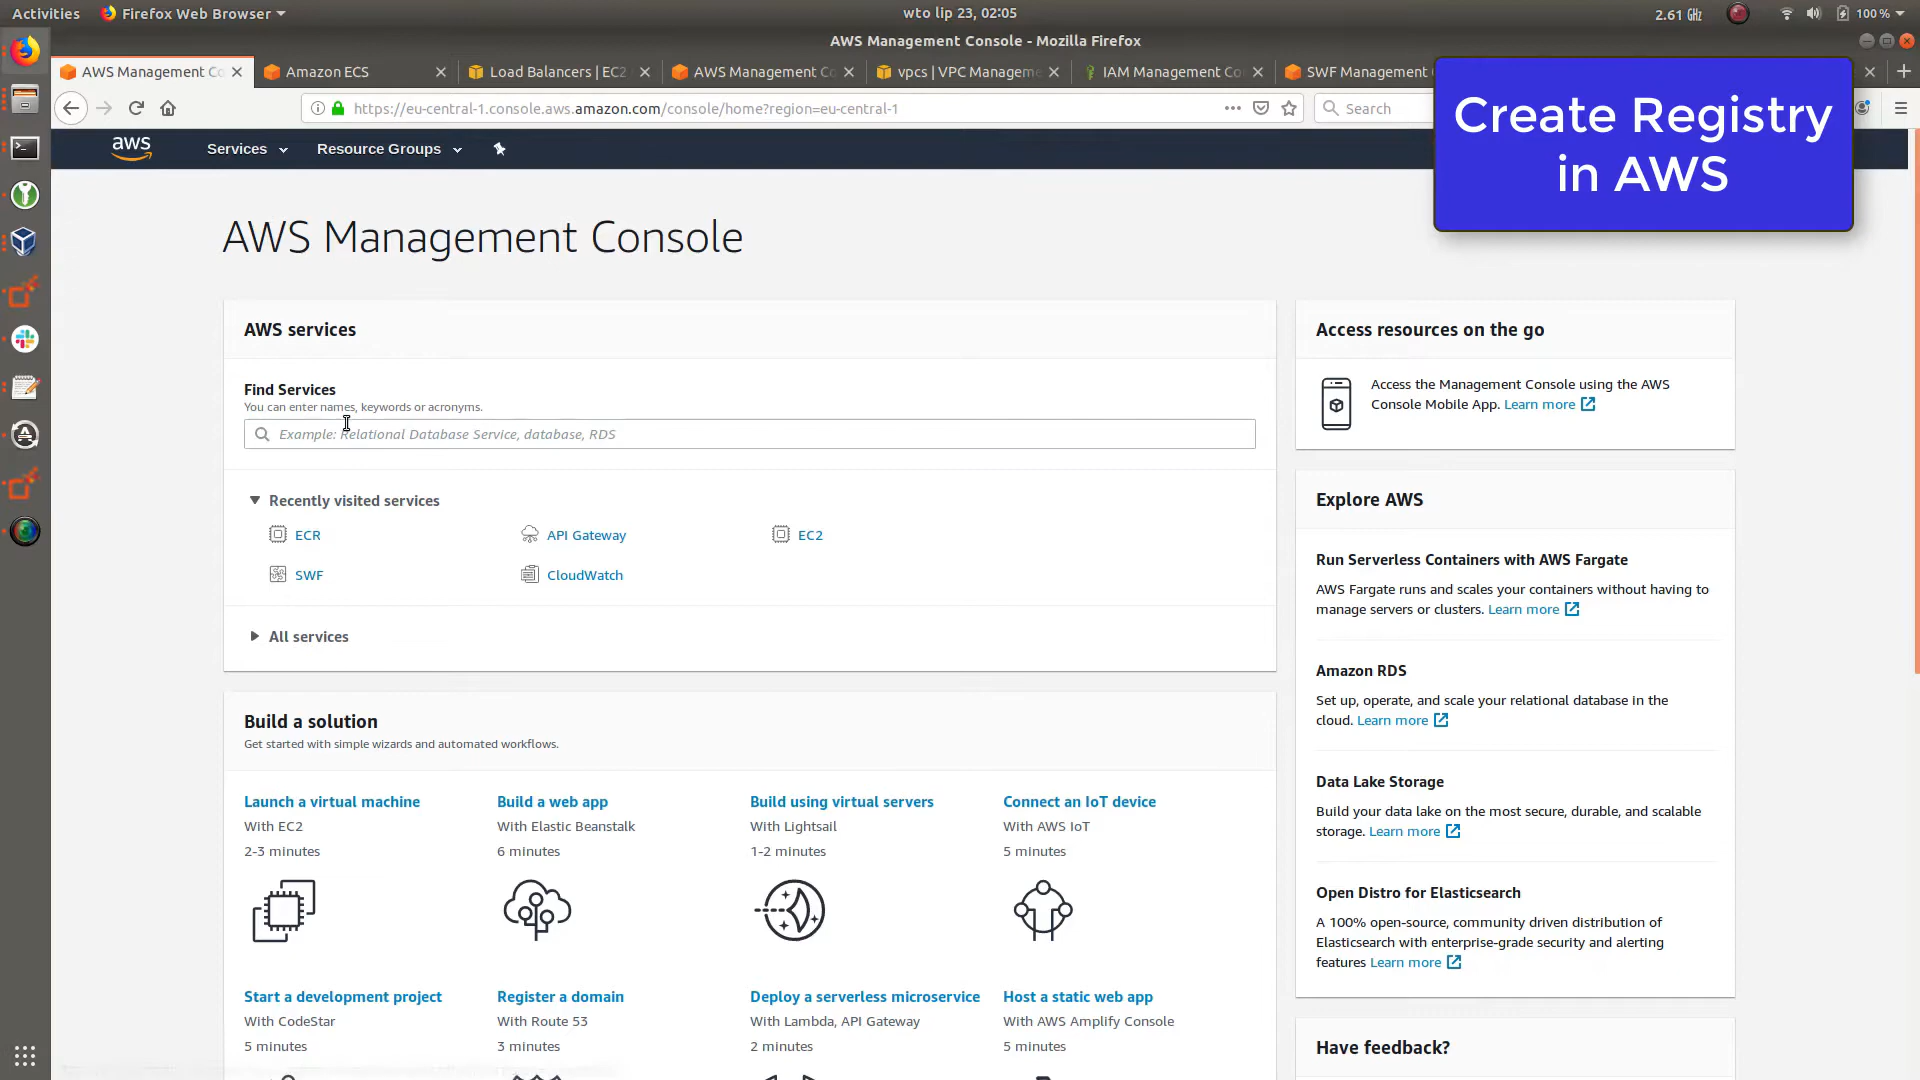 Activities
Firefox Web Browser
wto lip 23, 02:05
2.61 GHz
100 %
AWS Management Console - Mozilla Firefox
AWS Management Co
Amazon ECS
Load Balancers | EC2
AWS Management Co
vpcs | VPC Manageme
IAM Management Co
SWF Management
https://eu-central-1.console.aws.amazon.com/console/home?region=eu-central-1
Search
Create Registry
in AWS
aws
Services
Resource Groups
AWS Management Console
AWS services
Find Services
You can enter names, keywords or acronyms.
Example: Relational Database Service, database, RDS
Recently visited services
ECR
API Gateway
EC2
SWF
CloudWatch
All services
Build a solution
Get started with simple wizards and automated workflows.
Launch a virtual machine
With EC2
2-3 minutes
Build a web app
With Elastic Beanstalk
6 minutes
Build using virtual servers
With Lightsail
1-2 minutes
Connect an IoT device
With AWS IoT
5 minutes
Start a development project
With CodeStar
5 minutes
Register a domain
With Route 53
3 minutes
Deploy a serverless microservice
With Lambda, API Gateway
2 minutes
Host a static web app
With AWS Amplify Console
5 minutes
Access resources on the go
Access the Management Console using the AWS
Console Mobile App. Learn more
Explore AWS
Run Serverless Containers with AWS Fargate
AWS Fargate runs and scales your containers without having to
manage servers or clusters. Learn more
Amazon RDS
Set up, operate, and scale your relational database in the
cloud. Learn more
Data Lake Storage
Build your data lake on the most secure, durable, and scalable
storage. Learn more
Open Distro for Elasticsearch
A 100% open-source, community driven distribution of
Elasticsearch with enterprise-grade security and alerting
features Learn more
Have feedback?